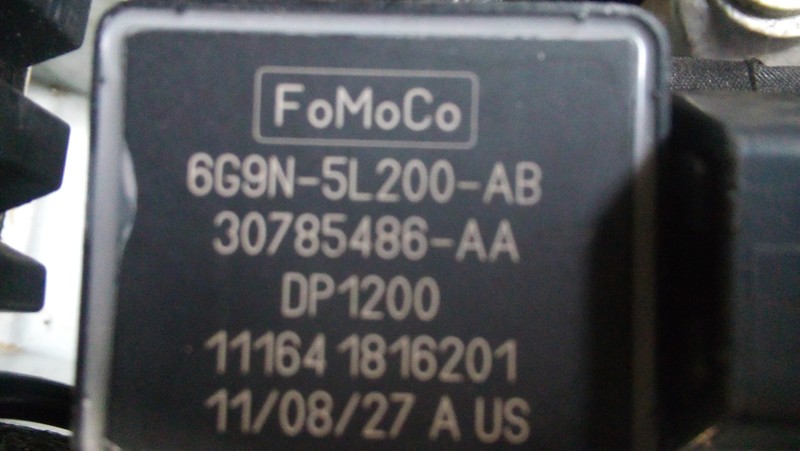 FoMoCo
6G9N-5L200-AB
30785486-AA
DP1200
11164 1816201
11/08/27 A US